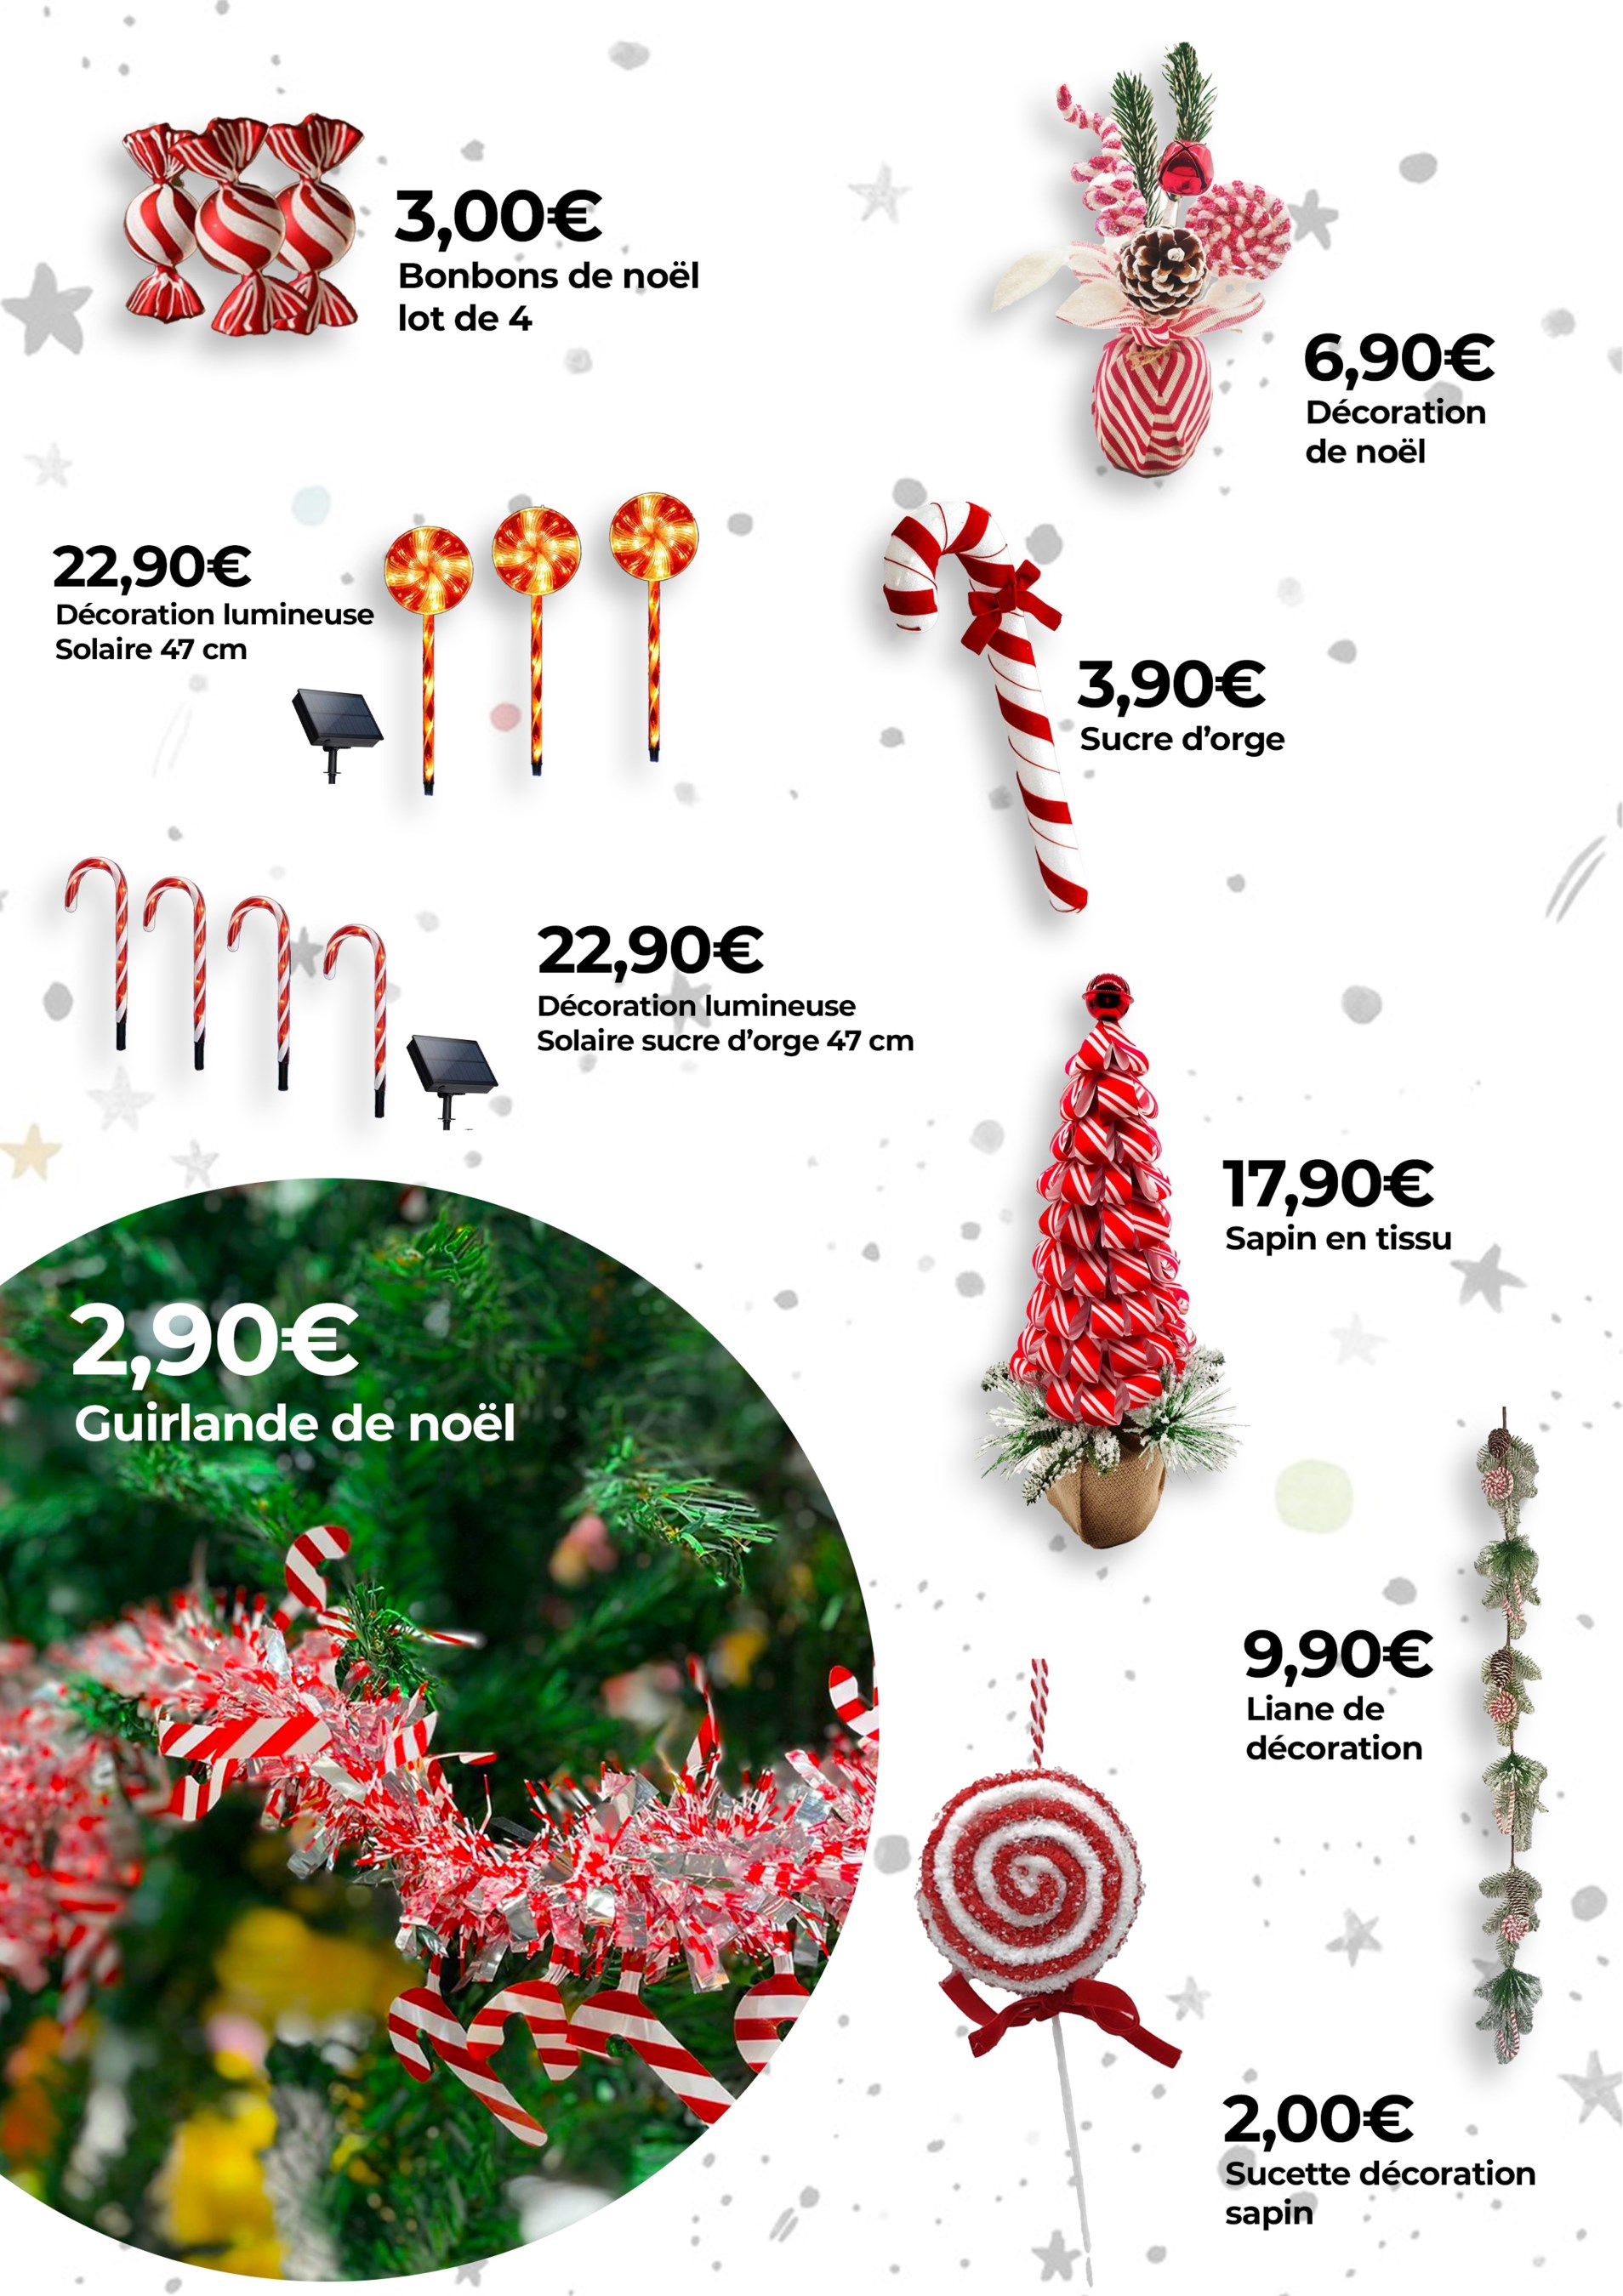 3,00€
Bonbons de noël
lot de 4
6,90€
Décoration
de noël
22,90€
Décoration lumineuse
Solaire 47 cm
3,90€
Sucre d'orge
22,90€
Décoration lumineuse
Solaire sucre d'orge 47 cm
17,90€
Sapin en tissu
2,90€
Guirlande de noël
9,90€
Liane de
décoration
2,00€
Sucette décoration
sapin